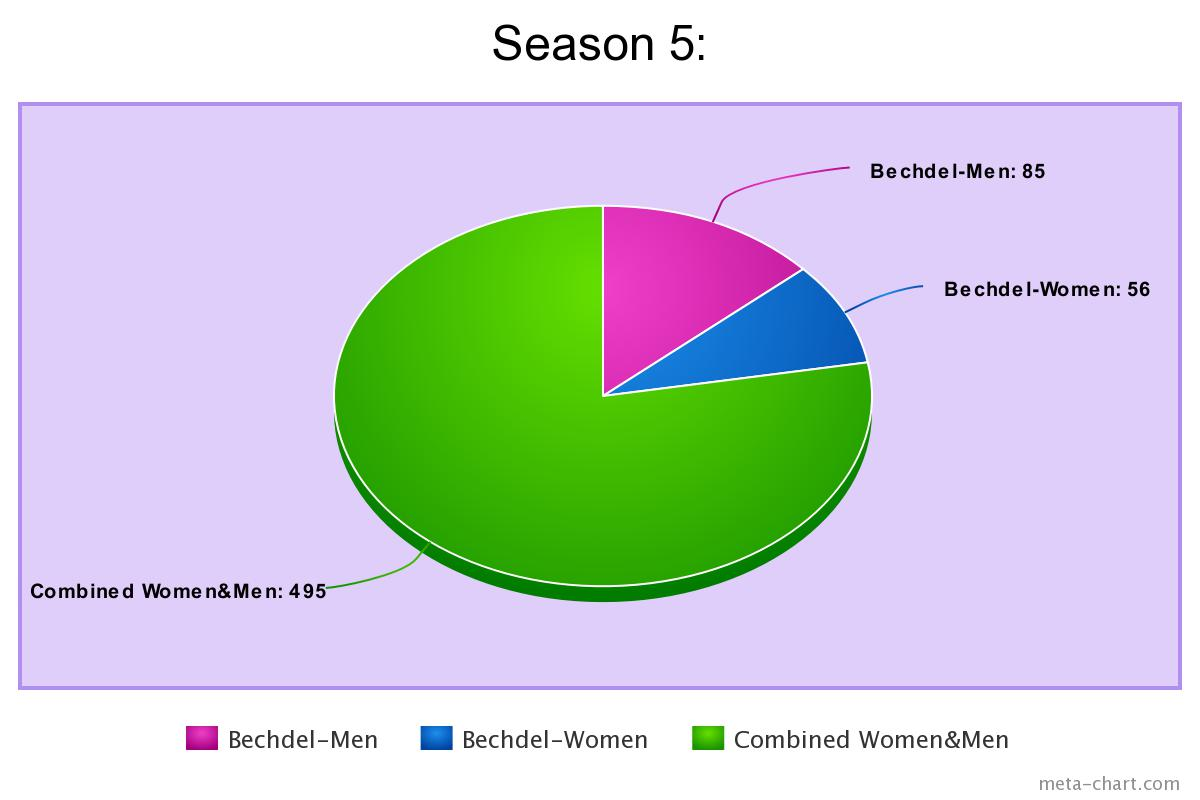 Season 5:
Bechdel-Men: 85
Bechdel-Women: 56
Combined Women&Men: 495
Bechdel-Men
Bechdel-Women
Combined Women&Men
meta-chart.com